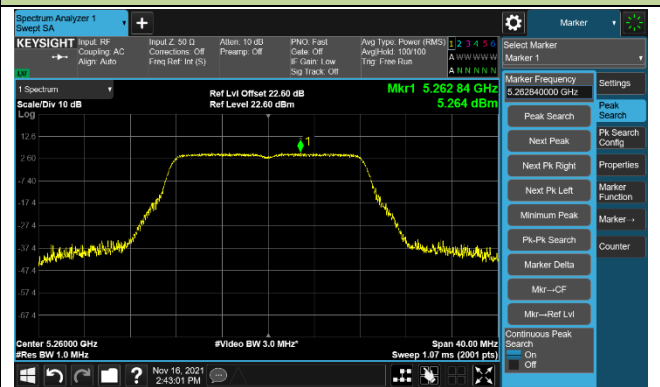 Spectrum Analyzer 1
Swept SA
+
Marker
KEYSIGHT
Input: RF
Coupling: AC
Align: Auto
Input Z: 50 Ω
Corrections: Off
Freq Ref: Int (S)
Atten: 10 dB
Preamp: Off
PNO: Fast
Gate: Off
IF Gain: Low
Sig Track: Off
Avg Type: Power (RMS)
Avg|Hold: 100/100
Trig: Free Run
1 2 3 4 5 6
A W W W W W
A N N N N N
LXI
Select Marker
Marker 1
1 Spectrum
Scale/Div 10 dB
Log
Ref Lvl Offset 22.60 dB
Ref Level 22.60 dBm
Mkr1 5.262 84 GHz
5.264 dBm
1
12.6
2.60
-7.40
-17.4
-27.4
-37.4
-47.4
-57.4
-67.4
Center 5.26000 GHz
#Res BW 1.0 MHz
#Video BW 3.0 MHz*
Span 40.00 MHz
Sweep 1.07 ms (2001 pts)
Marker Frequency
5.262840000 GHz
Peak Search
Next Peak
Next Pk Right
Next Pk Left
Minimum Peak
Pk-Pk Search
Marker Delta
Mkr→CF
Mkr→Ref Lvl
Continuous Peak
Search
On
Off
Settings
Peak
Search
Pk Search
Config
Properties
Marker
Function
Marker→
Counter
?
Nov 16, 2021
2:43:01 PM